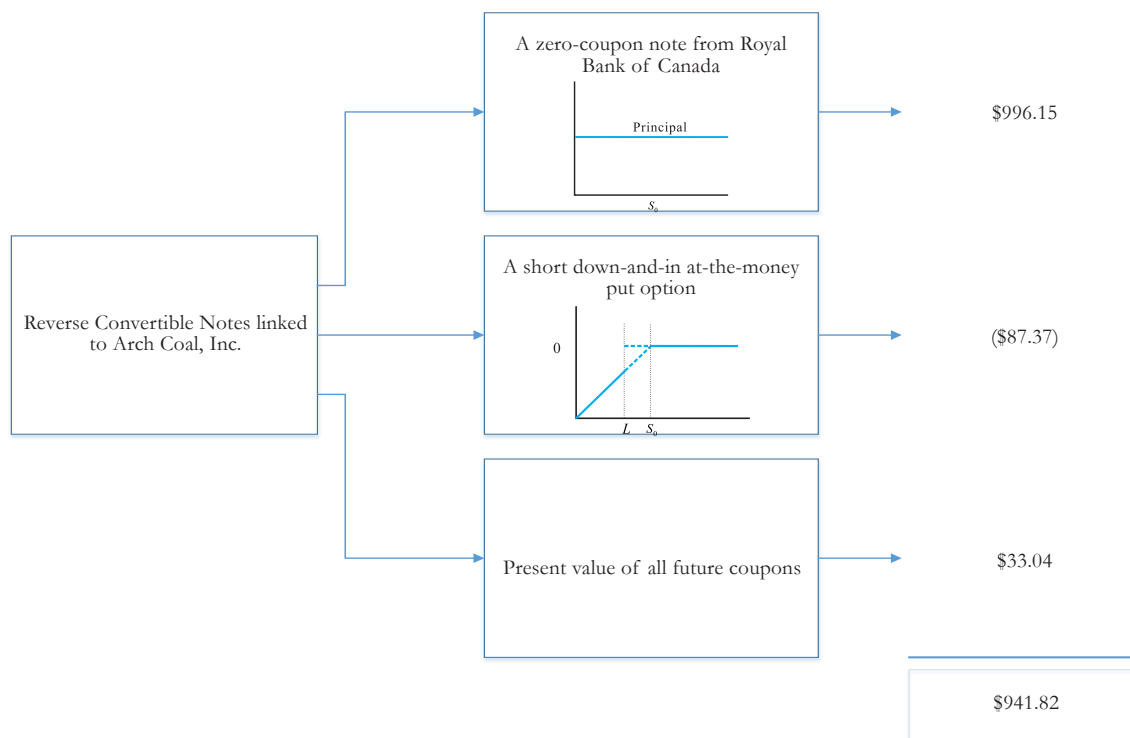 A zero-coupon note from Royal
Bank of Canada
Principal
S₀
$996.15
Reverse Convertible Notes linked
to Arch Coal, Inc.
A short down-and-in at-the-money
put option
0
L S₀
($87.37)
Present value of all future coupons
$33.04
$941.82